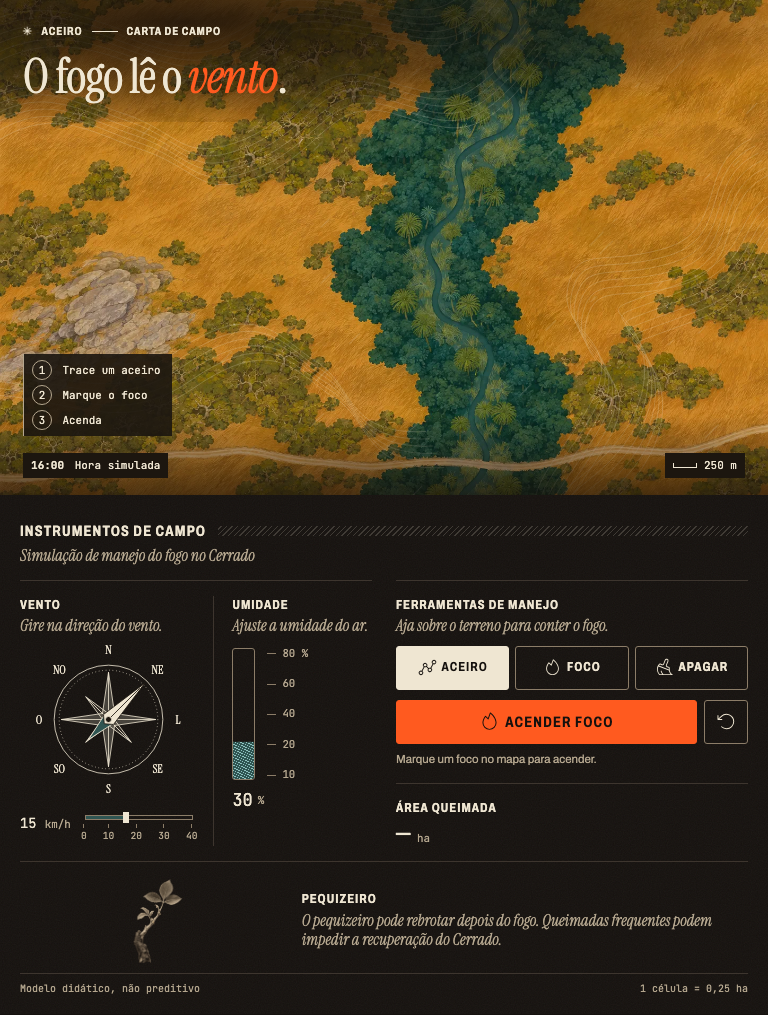 ACEIRO — CARTA DE CAMPO
O fogo lê o vento.
1 Trace um aceiro
2 Marque o foco
3 Acenda
16:00 Hora simulada
250 m
INSTRUMENTOS DE CAMPO
Simulação de manejo do fogo no Cerrado
VENTO
Gire na direção do vento.
N
NO
NE
O
L
SO
SE
S
15 km/h
0 10 20 30 40
UMIDADE
Ajuste a umidade do ar.
— 80 %
— 60
— 40
— 20
— 10
30 %
FERRAMENTAS DE MANEJO
Aja sobre o terreno para conter o fogo.
ACEIRO
FOCO
APAGAR
ACENDER FOCO
Marque um foco no mapa para acender.
ÁREA QUEIMADA
— ha
PEQUIZEIRO
O pequizeiro pode rebrotar depois do fogo. Queimadas frequentes podem
impedir a recuperação do Cerrado.
Modelo didático, não preditivo
1 célula = 0,25 ha